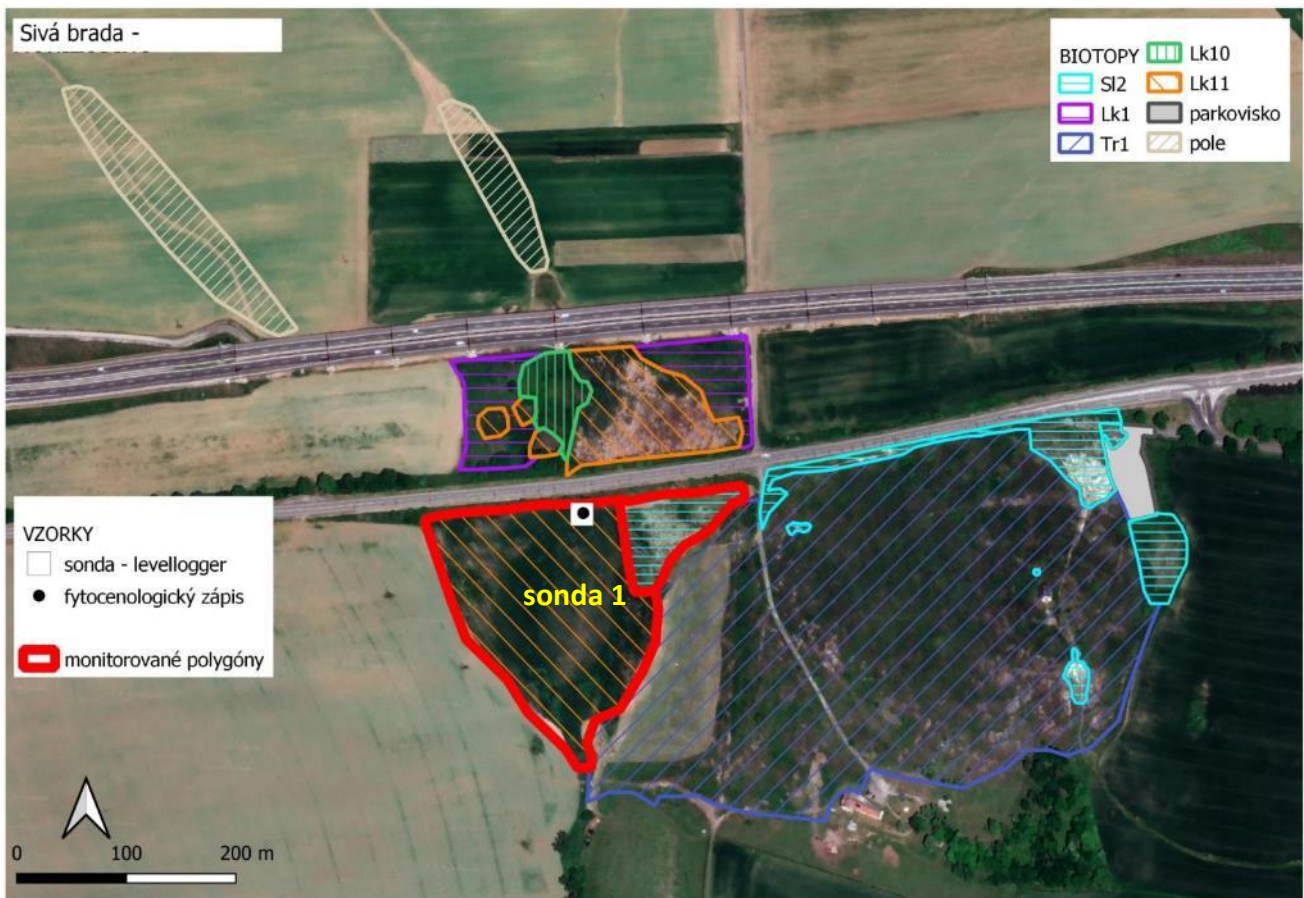 Sivá brada -
BIOTOPY
Sl2
Lk1
Tr1
Lk10
Lk11
parkovisko
pole
VZORKY
sonda - levellogger
fytocenologický zápis
monitorované polygóny
sonda 1
0 100 200 m